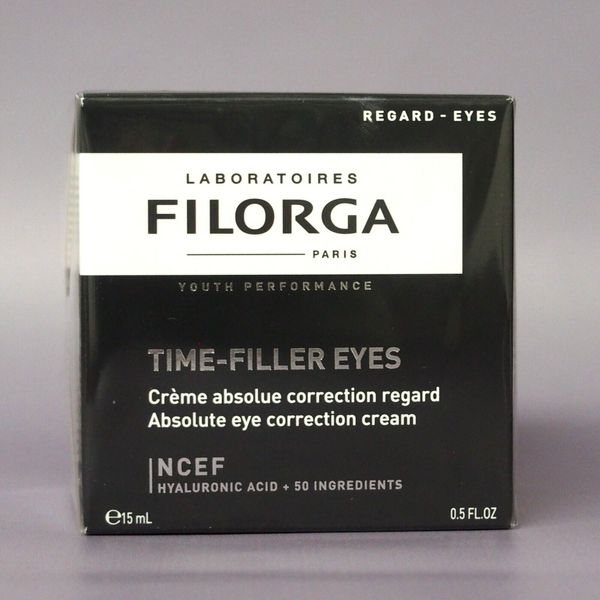 REGARD - EYES
LABORATOIRES
FILORGA
PARIS
YOUTH PERFORMANCE
TIME-FILLER EYES
Crème absolue correction regard
Absolute eye correction cream
NCEF
HYALURONIC ACID + 50 INGREDIENTS
℮15 mL 0.5 FL.OZ